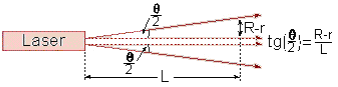 θ/2
R-r
Laser
tg(θ/2)=R-r/L
θ/2
L